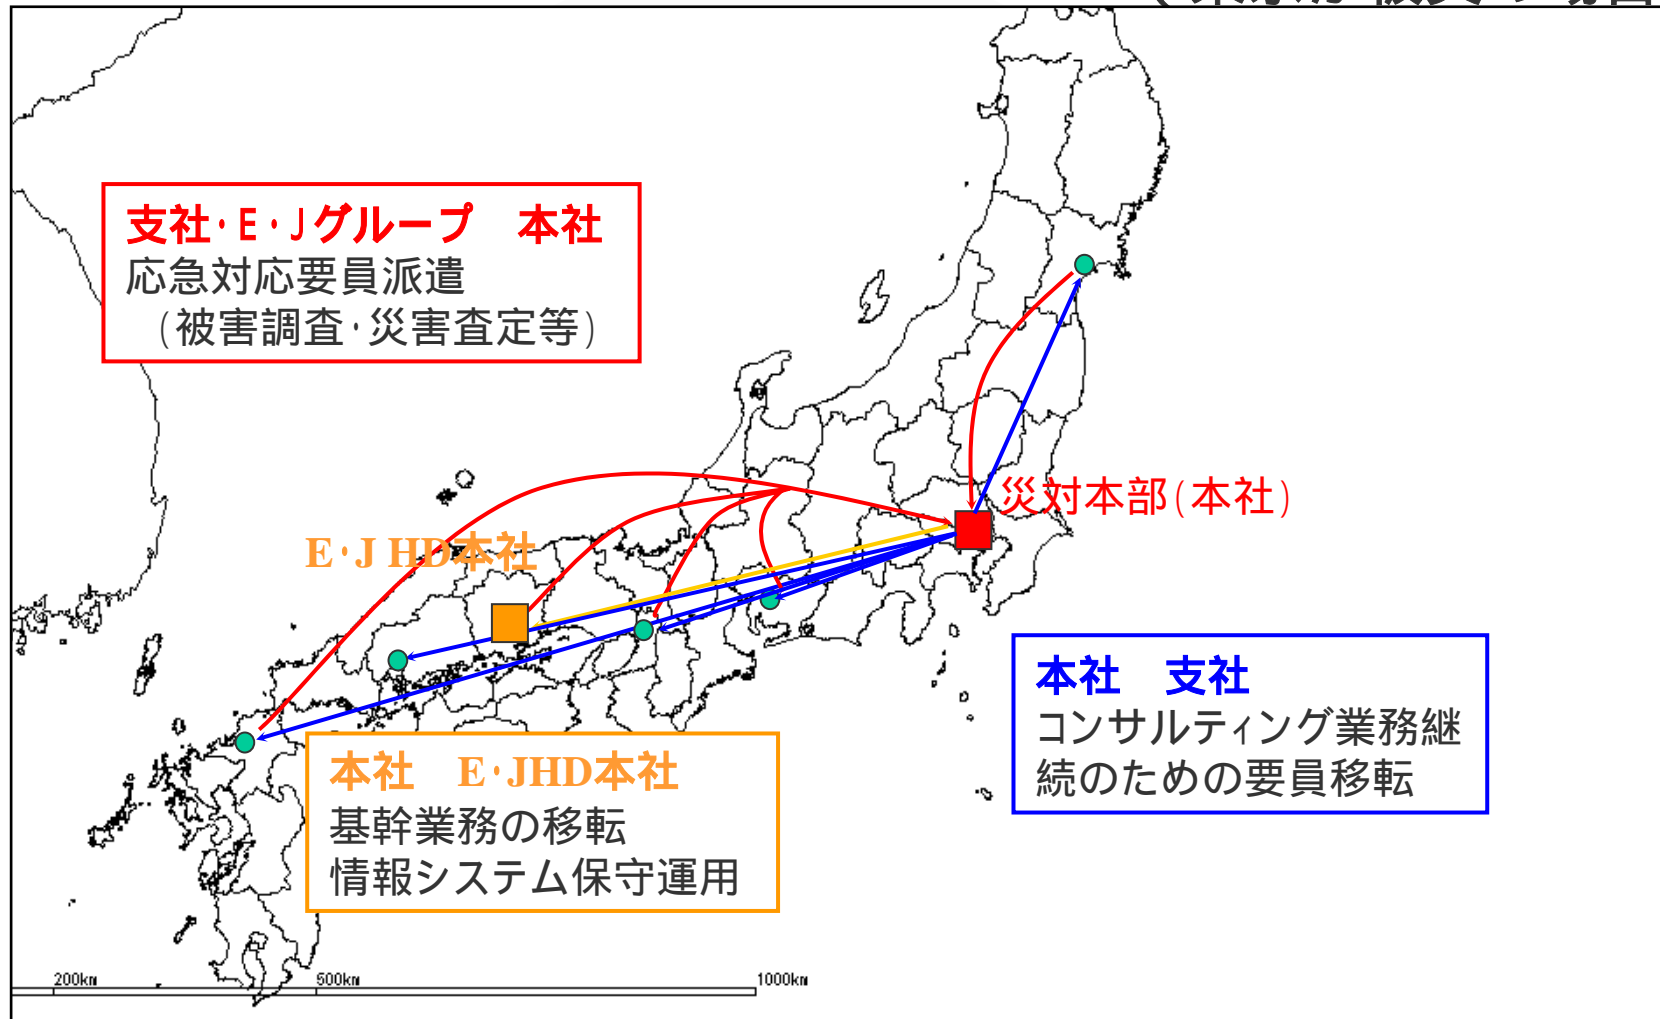 支社・E・Jグループ　本社
応急対応要員派遣
(被害調査・災害査定等)
災対本部(本社)
E・J HD本社
本社　支社
コンサルティング業務継
続のための要員移転
本社　E・JHD本社
基幹業務の移転
情報システム保守運用
200km 500km 1000km